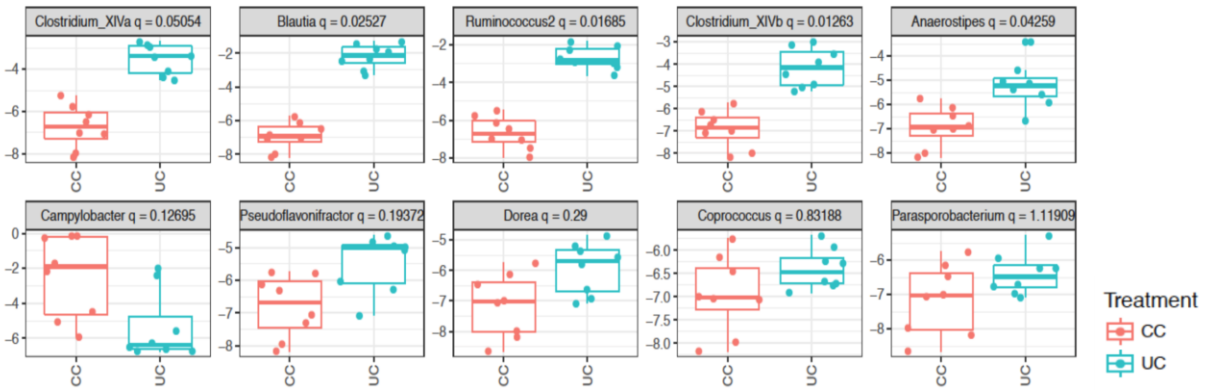 Clostridium_XIVa q = 0.05054
Blautia q = 0.02527
Ruminococcus2 q = 0.01685
Clostridium_XIVb q = 0.01263
Anaerostipes q = 0.04259
−4
−6
−8
−2
−4
−6
−8
−2
−4
−6
−8
−3
−4
−5
−6
−7
−8
−4
−5
−6
−7
−8
CC
UC
CC
UC
CC
UC
CC
UC
CC
UC
Campylobacter q = 0.12695
Pseudoflavonifractor q = 0.19372
Dorea q = 0.29
Coprococcus q = 0.83188
Parasporobacterium q = 1.11909
0
−2
−4
−6
−5
−6
−7
−8
−5
−6
−7
−8
−6.0
−6.5
−7.0
−7.5
−8.0
−6
−7
−8
CC
UC
CC
UC
CC
UC
CC
UC
CC
UC
Treatment
CC
UC